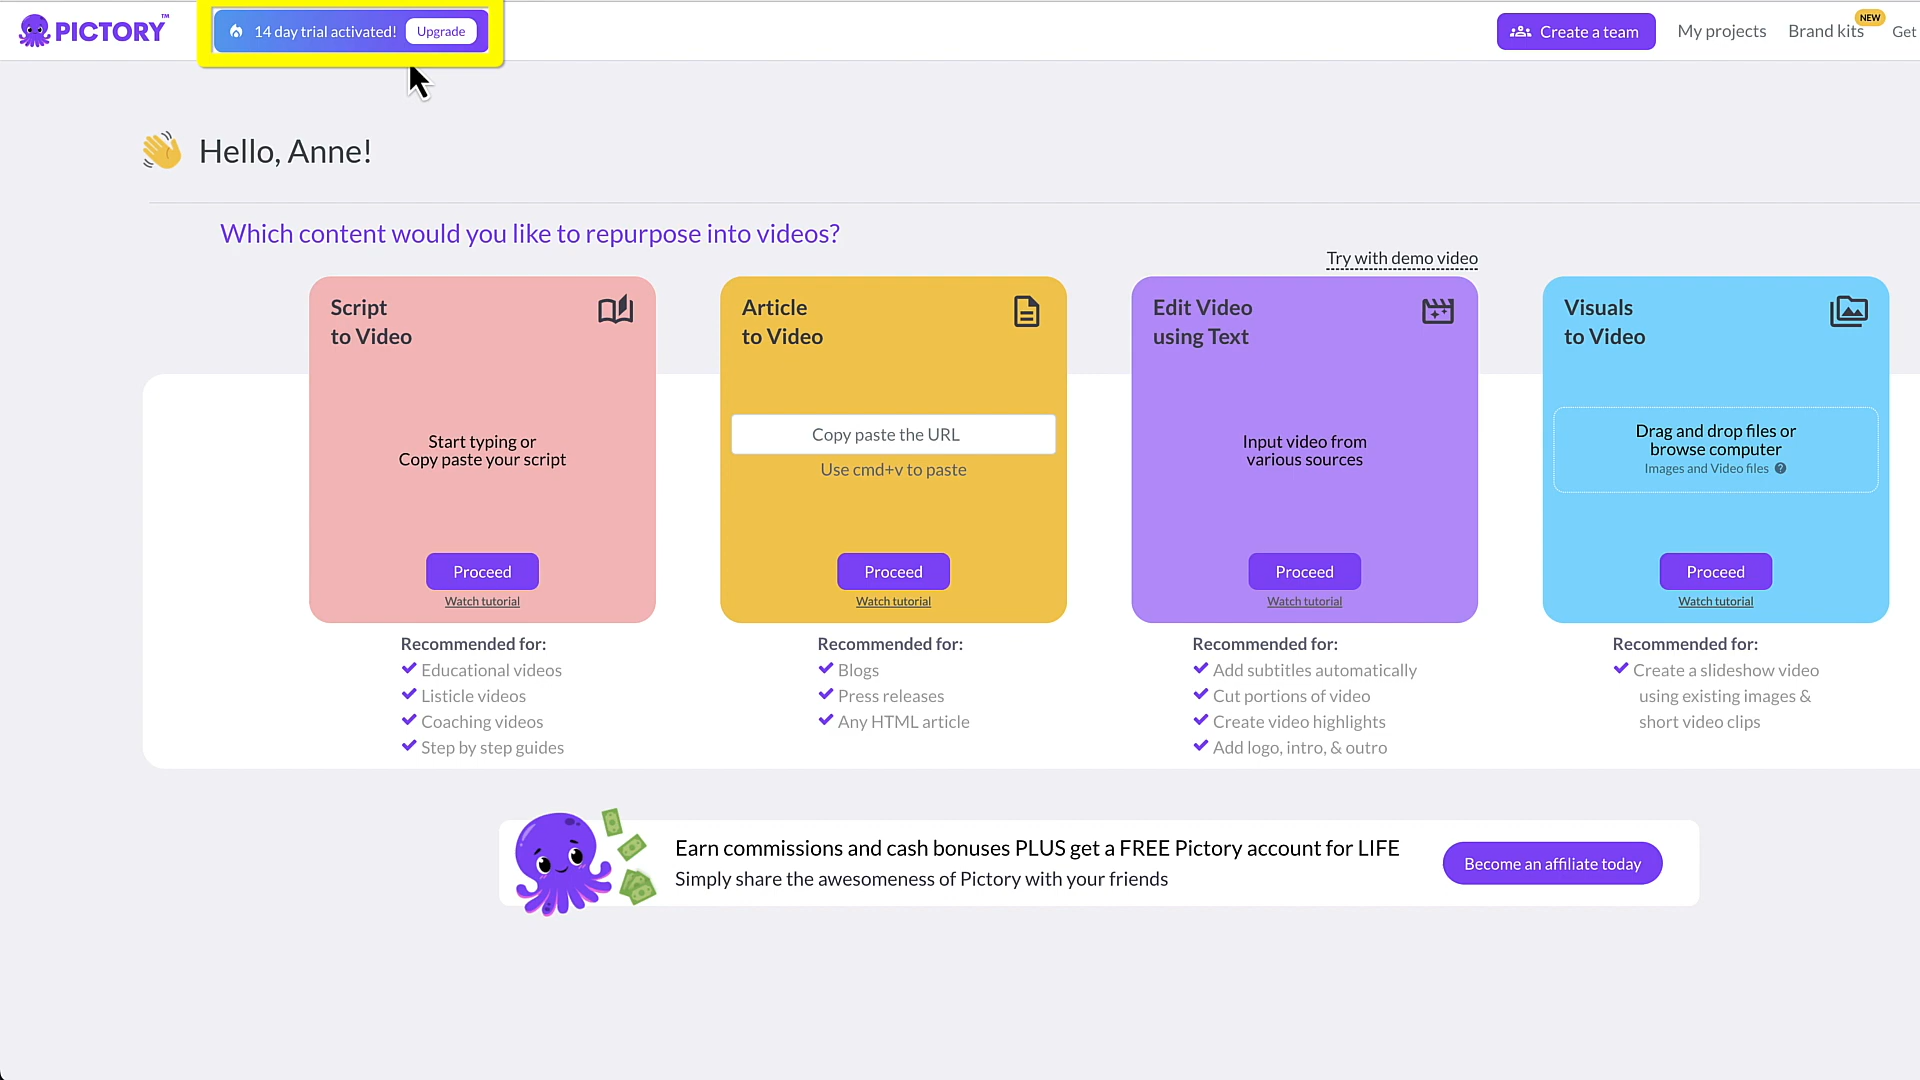 PICTORY™
14 day trial activated!
Upgrade
Create a team
My projects
Brand kits
NEW
Get
Hello, Anne!
Which content would you like to repurpose into videos?
Try with demo video
Script
to Video
Start typing or
Copy paste your script
Proceed
Watch tutorial
Recommended for:
Educational videos
Listicle videos
Coaching videos
Step by step guides
Article
to Video
Copy paste the URL
Use cmd+v to paste
Proceed
Watch tutorial
Recommended for:
Blogs
Press releases
Any HTML article
Edit Video
using Text
Input video from
various sources
Proceed
Watch tutorial
Recommended for:
Add subtitles automatically
Cut portions of video
Create video highlights
Add logo, intro, & outro
Visuals
to Video
Drag and drop files or
browse computer
Images and Video files ?
Proceed
Watch tutorial
Recommended for:
Create a slideshow video
using existing images &
short video clips
Earn commissions and cash bonuses PLUS get a FREE Pictory account for LIFE
Simply share the awesomeness of Pictory with your friends
Become an affiliate today